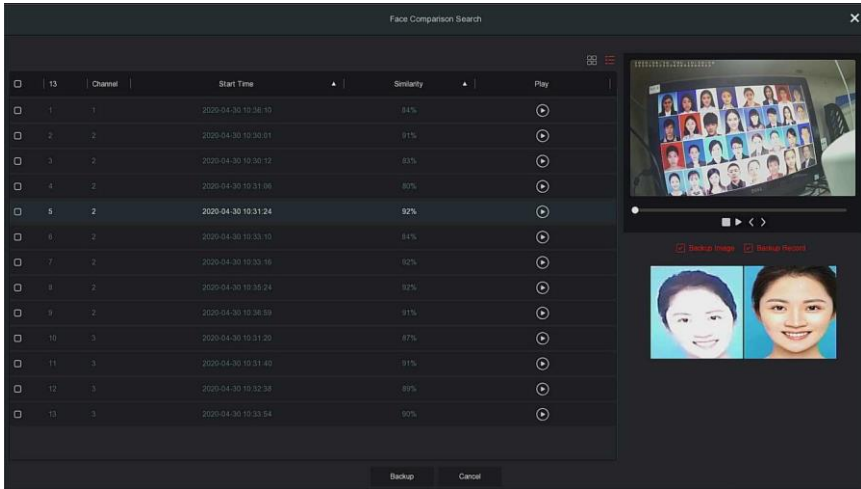 Face Comparison Search
13 Channel Start Time Similarity Play
1 1 2020-04-30 10:36:10 84%
2 2 2020-04-30 10:30:01 91%
3 2 2020-04-30 10:30:12 83%
4 2 2020-04-30 10:31:06 80%
5 2 2020-04-30 10:31:24 92%
6 2 2020-04-30 10:33:10 84%
7 2 2020-04-30 10:33:16 92%
8 2 2020-04-30 10:35:24 92%
9 2 2020-04-30 10:36:59 91%
10 3 2020-04-30 10:31:20 87%
11 3 2020-04-30 10:31:40 91%
12 3 2020-04-30 10:32:38 89%
13 3 2020-04-30 10:33:54 90%
Backup Image Backup Record
Backup Cancel